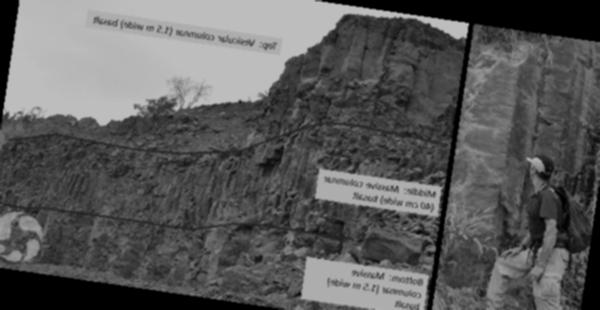 Top: Vesicular columnar (1.5 m wide) basalt
Middle: Massive columnar
(40 cm wide) basalt
Bottom: Massive
columnar (1.5 m wide)
basalt